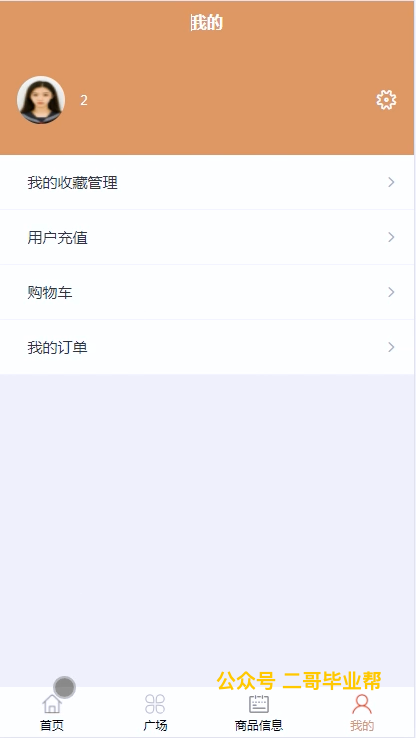 我的
2
我的收藏管理
用户充值
购物车
我的订单
公众号 二哥毕业帮
首页 广场 商品信息 我的